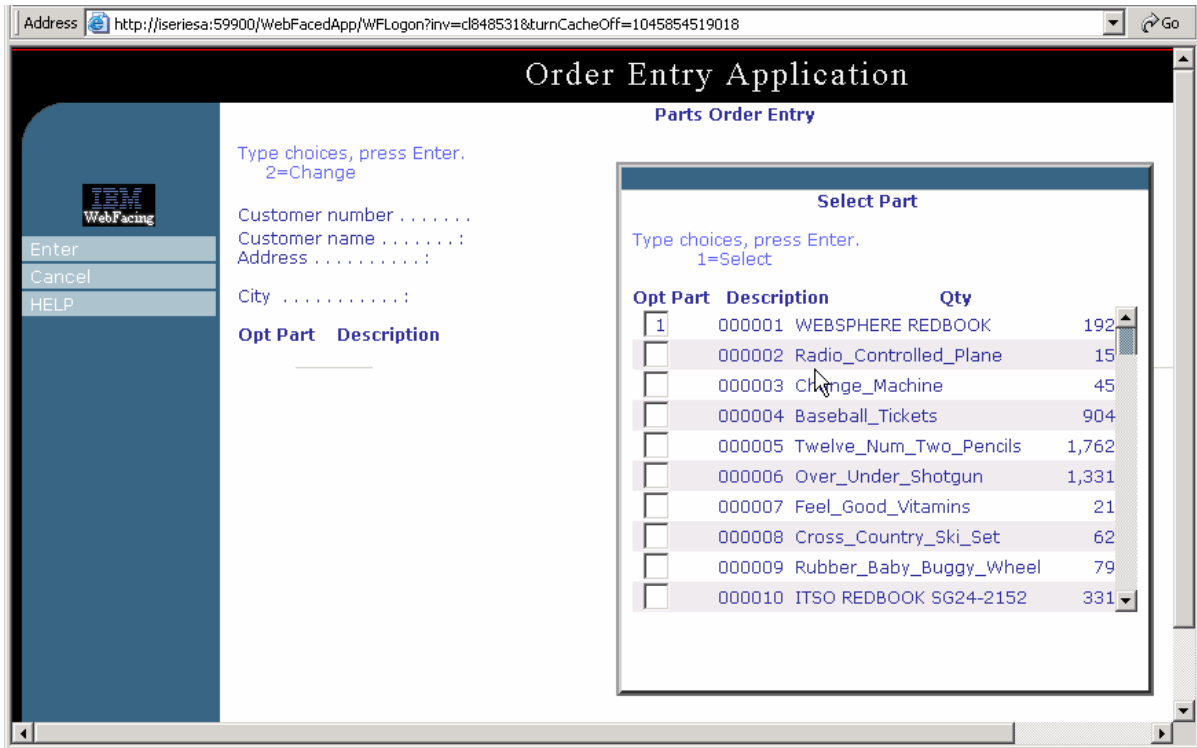 Address http://iseriesa:59900/WebFacedApp/WFLogon?inv=cl848531&turnCacheOff=1045854519018 Go
Order Entry Application
Parts Order Entry
Type choices, press Enter.
2=Change
IBM
WebFacing
Enter
Cancel
HELP
Customer number . . . . . . .
Customer name . . . . . . . :
Address . . . . . . . . . . :
City . . . . . . . . . . . :
Opt Part Description
Select Part
Type choices, press Enter.
1=Select
Opt Part Description Qty
1 000001 WEBSPHERE REDBOOK 192
000002 Radio_Controlled_Plane 15
000003 Change_Machine 45
000004 Baseball_Tickets 904
000005 Twelve_Num_Two_Pencils 1,762
000006 Over_Under_Shotgun 1,331
000007 Feel_Good_Vitamins 21
000008 Cross_Country_Ski_Set 62
000009 Rubber_Baby_Buggy_Wheel 79
000010 ITSO REDBOOK SG24-2152 331